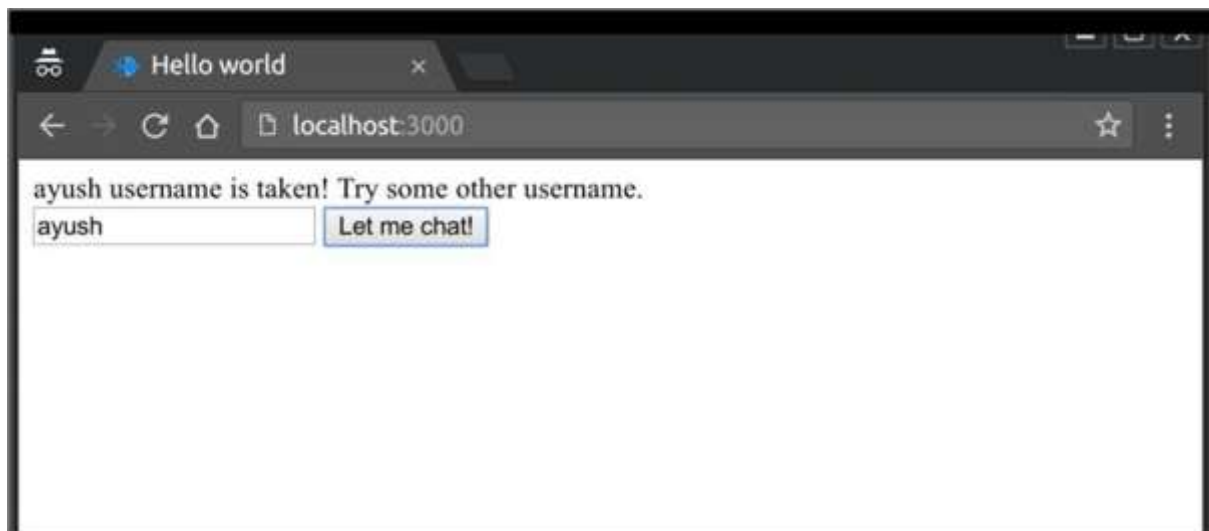 Hello world
localhost:3000
ayush username is taken! Try some other username.
ayush Let me chat!